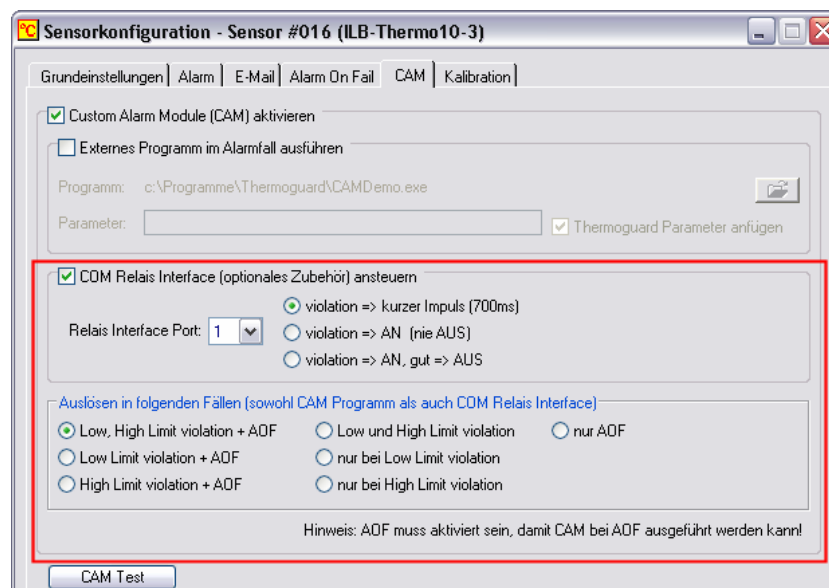 Sensorkonfiguration - Sensor #016 (ILB-Thermo10-3)
Grundeinstellungen Alarm E-Mail Alarm On Fail CAM Kalibration
Custom Alarm Module (CAM) aktivieren
Externes Programm im Alarmfall ausführen
Programm: c:\Programme\Thermoguard\CAMDemo.exe
Parameter: Thermoguard Parameter anfügen
COM Relais Interface (optionales Zubehör) ansteuern
violation => kurzer Impuls (700ms)
Relais Interface Port: 1 violation => AN (nie AUS)
violation => AN, gut => AUS
Auslösen in folgenden Fällen (sowohl CAM Programm als auch COM Relais Interface)
Low, High Limit violation + AOF Low und High Limit violation nur AOF
Low Limit violation + AOF nur bei Low Limit violation
High Limit violation + AOF nur bei High Limit violation
Hinweis: AOF muss aktiviert sein, damit CAM bei AOF ausgeführt werden kann!
CAM Test